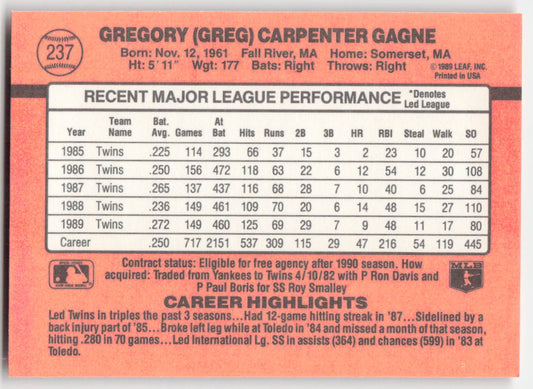 237
GREGORY (GREG) CARPENTER GAGNE
Born: Nov. 12, 1961 Fall River, MA Home: Somerset, MA
Ht: 5' 11" Wgt: 177 Bats: Right Throws: Right
©1989 LEAF, INC.
Printed in USA
RECENT MAJOR LEAGUE PERFORMANCE *Denotes Led League
Year Team Name Bat. Avg. Games At Bat Hits Runs 2B 3B HR RBI Steal Walk SO
1985 Twins .225 114 293 66 37 15 3 2 23 10 20 57
1986 Twins .250 156 472 118 63 22 6 12 54 12 30 108
1987 Twins .265 137 437 116 68 28 7 10 40 6 25 84
1988 Twins .236 149 461 109 70 20 6 14 48 15 27 110
1989 Twins .272 149 460 125 69 29 7 9 48 11 17 80
Career .250 717 2151 537 309 115 29 47 216 54 119 445
Contract status: Eligible for free agency after 1990 season. How
acquired: Traded from Yankees to Twins 4/10/82 with P Ron Davis and
P Paul Boris for SS Roy Smalley
MLB
CAREER HIGHLIGHTS
Led Twins in triples the past 3 seasons...Had 12-game hitting streak in '87...Sidelined by a
back injury part of '85...Broke left leg while at Toledo in '84 and missed a month of that season,
hitting .280 in 70 games...Led International Lg. SS in assists (364) and chances (599) in '83 at
Toledo.